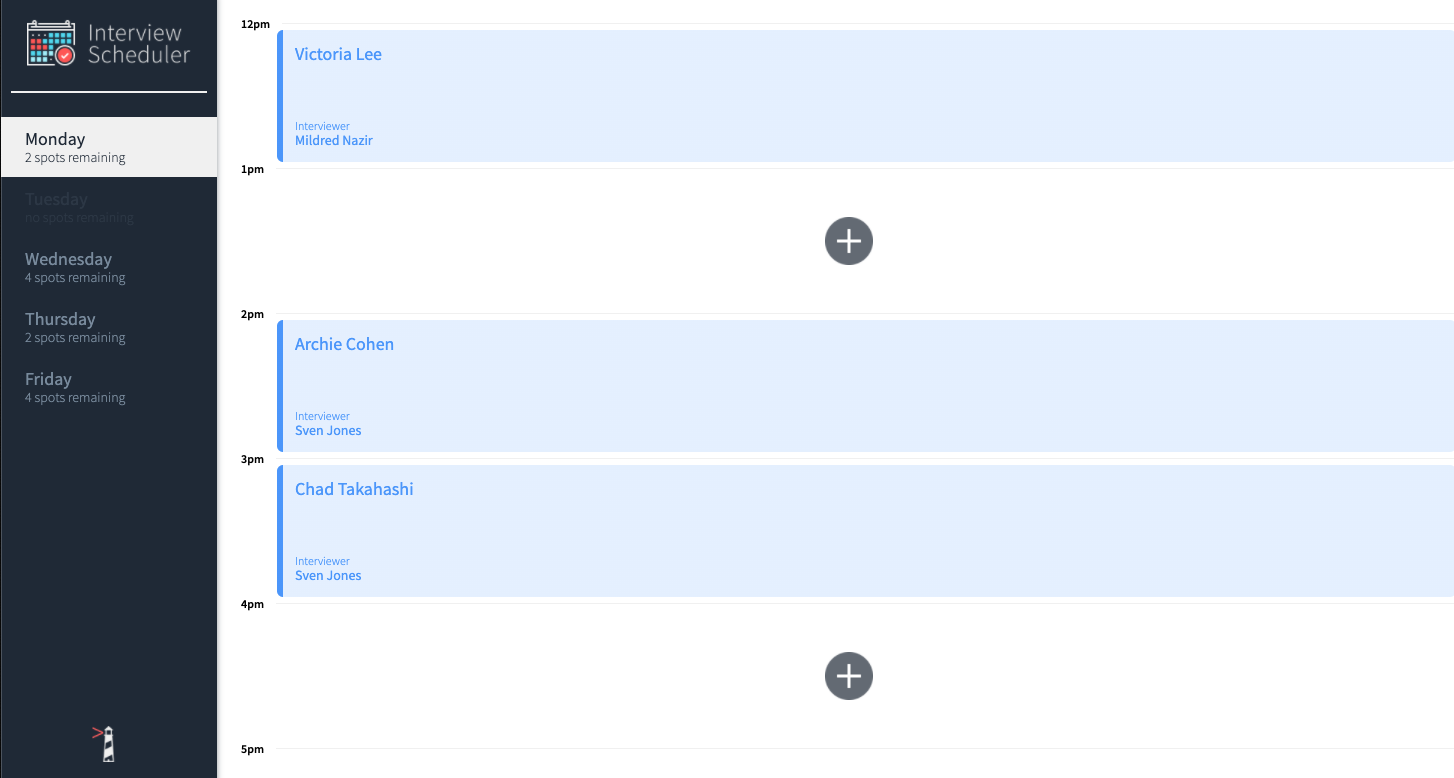 Interview
Scheduler
Monday
2 spots remaining
Tuesday
no spots remaining
Wednesday
4 spots remaining
Thursday
2 spots remaining
Friday
4 spots remaining
12pm
Victoria Lee
Interviewer
Mildred Nazir
1pm
2pm
Archie Cohen
Interviewer
Sven Jones
3pm
Chad Takahashi
Interviewer
Sven Jones
4pm
5pm